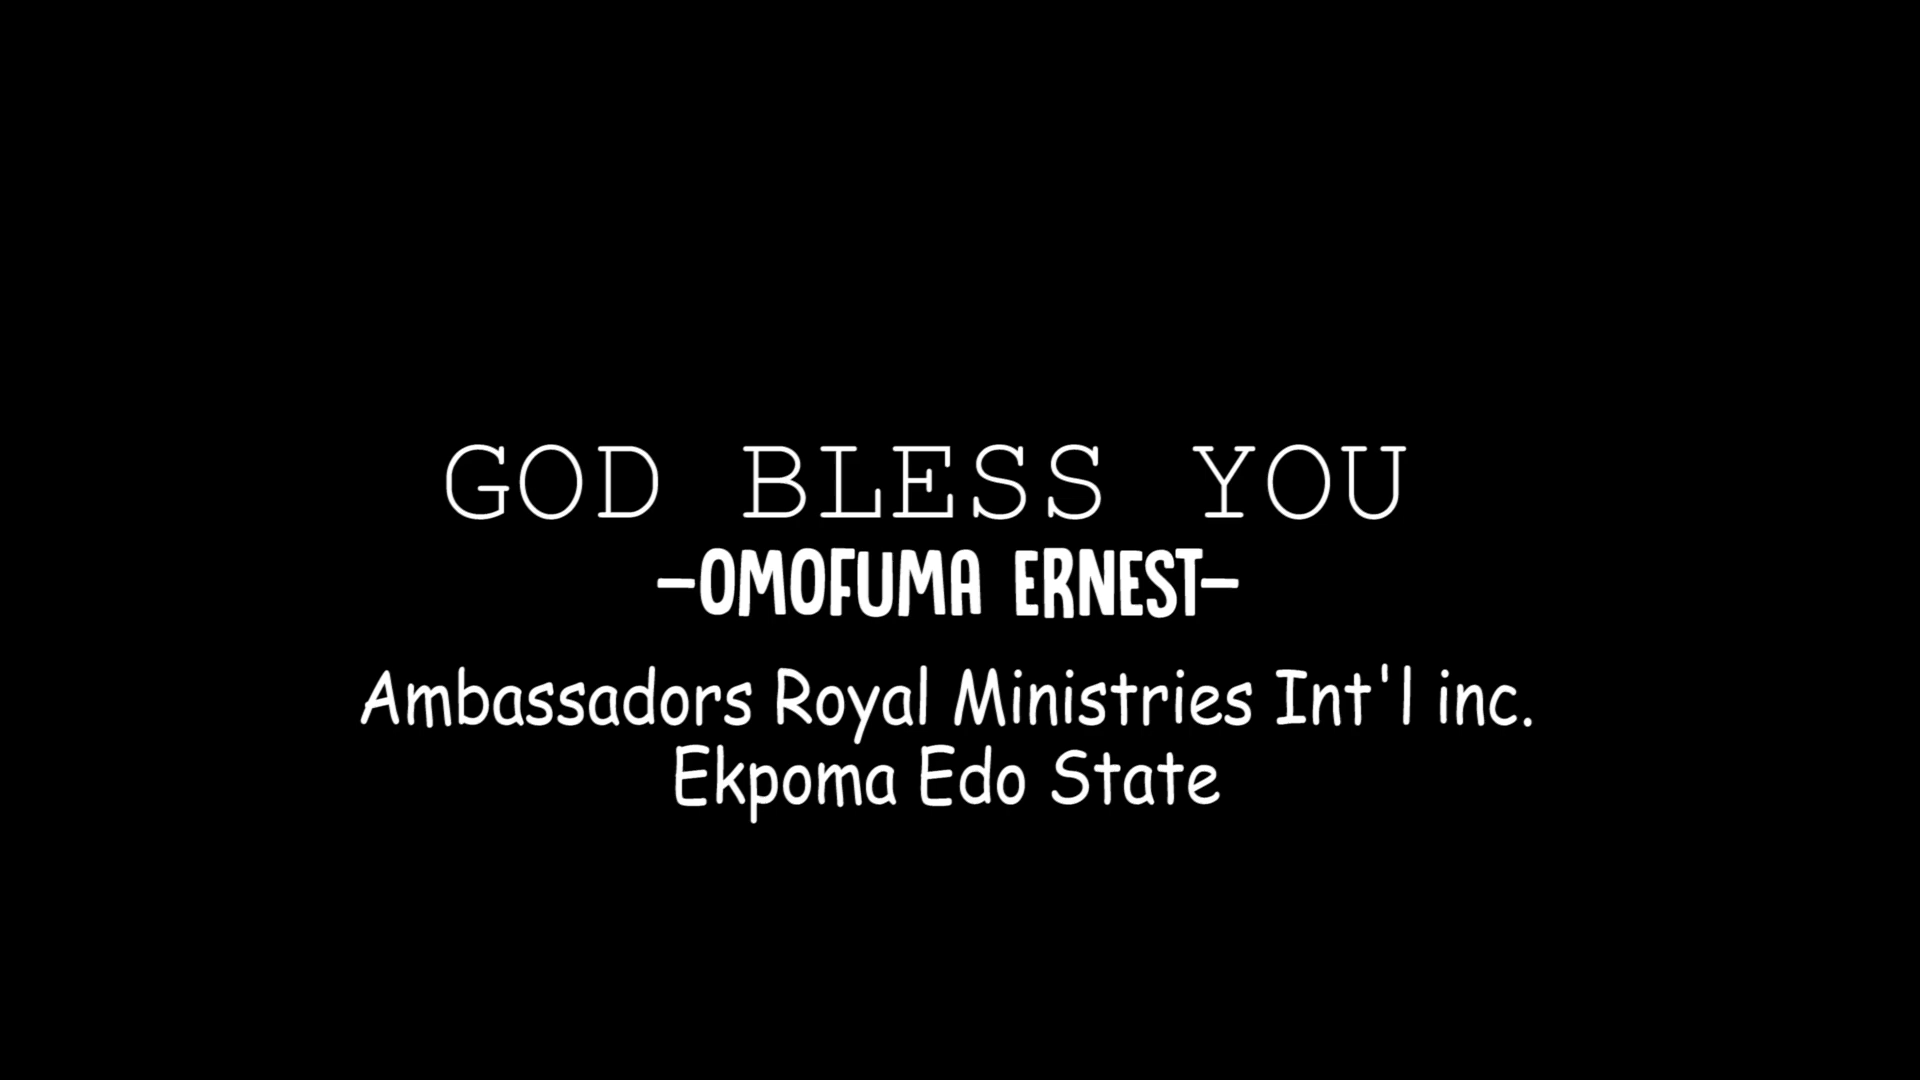 GOD BLESS YOU
-OMOFUMA ERNEST-
Ambassadors Royal Ministries Int'l inc.
Ekpoma Edo State